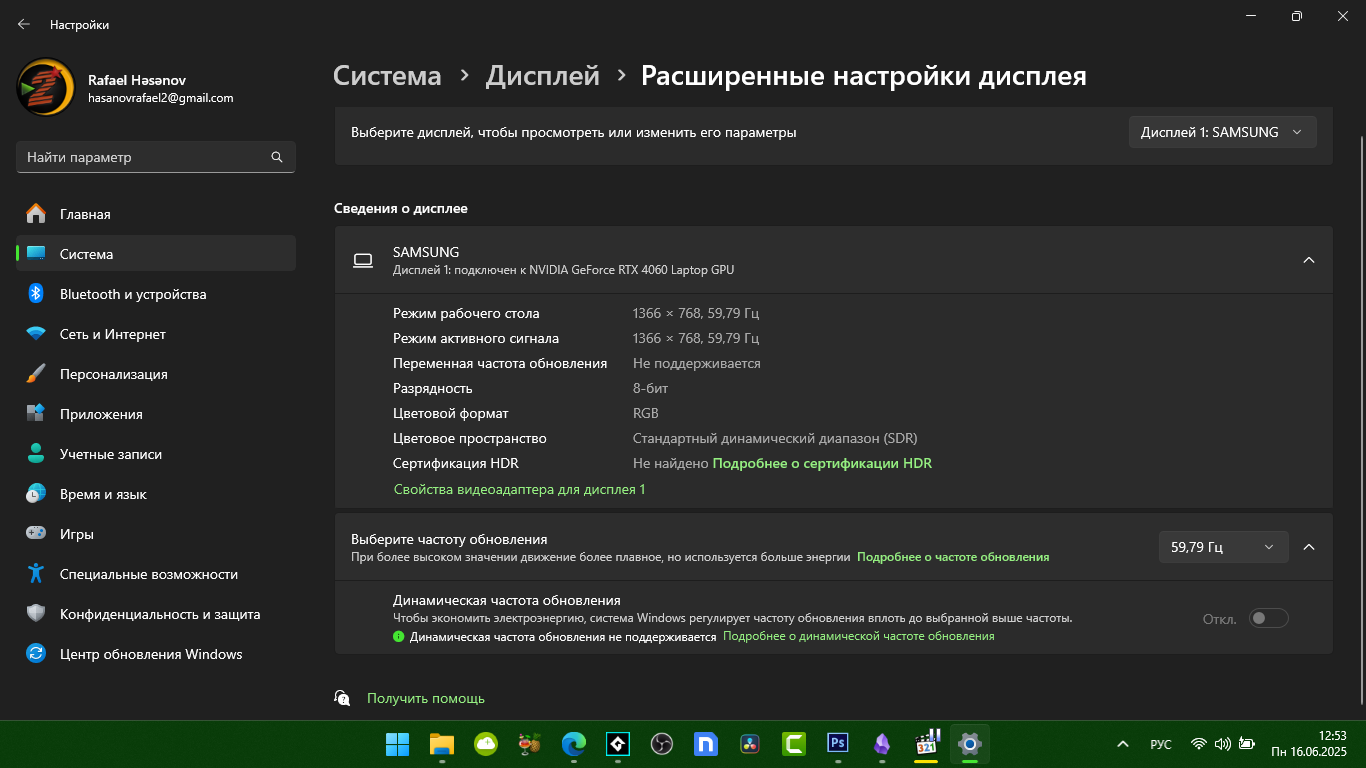 Настройки
Rafael Həsənov
hasanovrafael2@gmail.com
Найти параметр
Главная
Система
Bluetooth и устройства
Сеть и Интернет
Персонализация
Приложения
Учетные записи
Время и язык
Игры
Специальные возможности
Конфиденциальность и защита
Центр обновления Windows
Система › Дисплей › Расширенные настройки дисплея
Выберите дисплей, чтобы просмотреть или изменить его параметры
Дисплей 1: SAMSUNG
Сведения о дисплее
SAMSUNG
Дисплей 1: подключен к NVIDIA GeForce RTX 4060 Laptop GPU
Режим рабочего стола 1366 × 768, 59,79 Гц
Режим активного сигнала 1366 × 768, 59,79 Гц
Переменная частота обновления Не поддерживается
Разрядность 8-бит
Цветовой формат RGB
Цветовое пространство Стандартный динамический диапазон (SDR)
Сертификация HDR Не найдено Подробнее о сертификации HDR
Свойства видеоадаптера для дисплея 1
Выберите частоту обновления
При более высоком значении движение более плавное, но используется больше энергии Подробнее о частоте обновления
59,79 Гц
Динамическая частота обновления
Чтобы экономить электроэнергию, система Windows регулирует частоту обновления вплоть до выбранной выше частоты.
Динамическая частота обновления не поддерживается Подробнее о динамической частоте обновления
Откл.
Получить помощь
Ps
321
РУС
12:53
Пн 16.06.2025